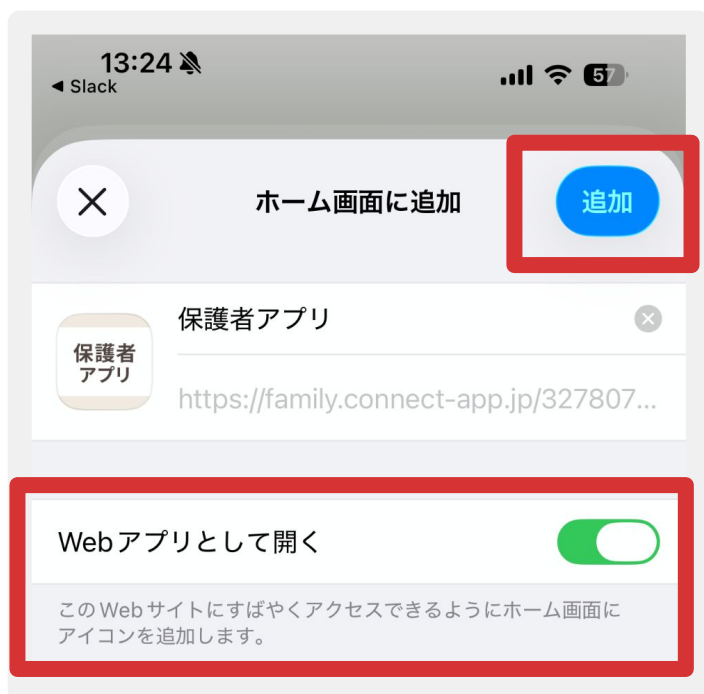 13:24
◀ Slack
57
ホーム画面に追加
追加
保護者アプリ
保護者
アプリ
https://family.connect-app.jp/327807...
Webアプリとして開く
このWebサイトにすばやくアクセスできるようにホーム画面に
アイコンを追加します。